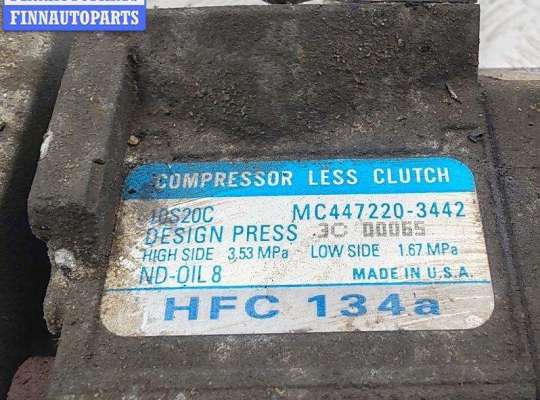 FINNAUTOPARTS
COMPRESSOR LESS CLUTCH
10S20C MC447220-3442
DESIGN PRESS 3C 00065
HIGH SIDE 3.53 MPa LOW SIDE 1.67 MPa
ND-OIL 8 MADE IN U.S.A.
HFC 134a